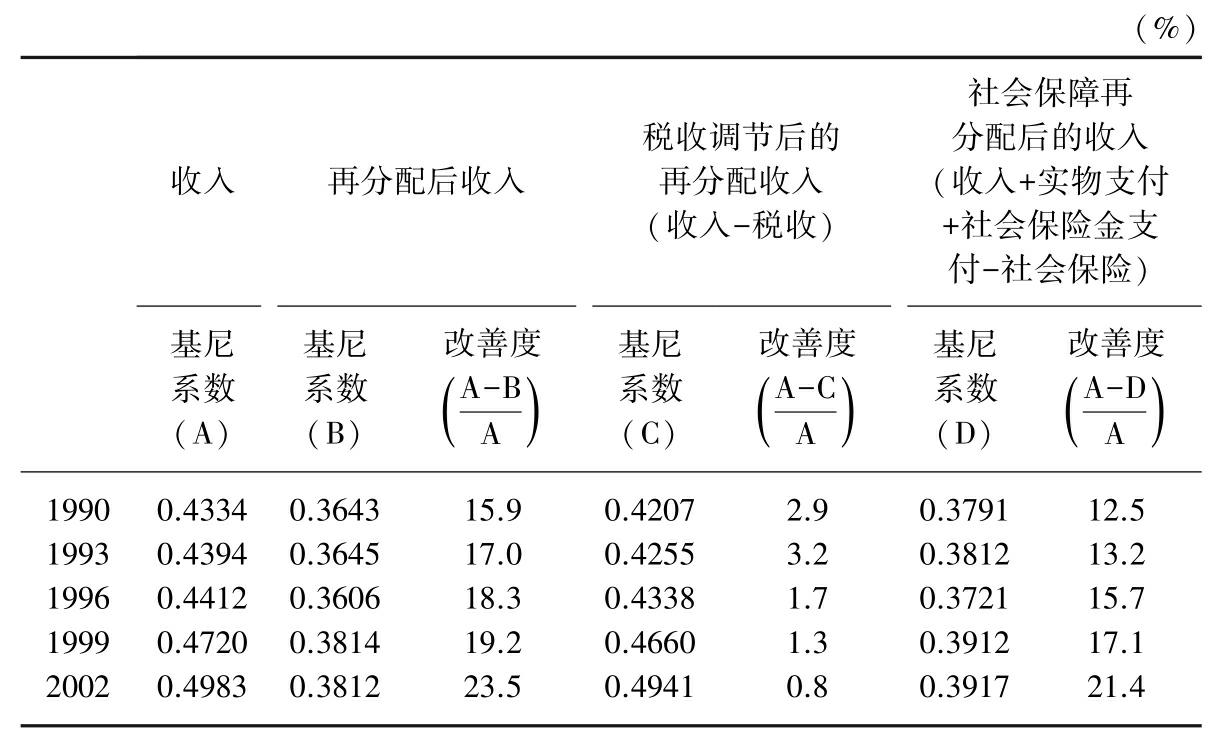 (%)
收入
再分配后收入
税收调节后的
再分配收入
(收入-税收)
社会保障再
分配后的收入
(收入+实物支付
+社会保险金支
付-社会保险)
基尼
系数
(A)
基尼
系数
(B)
改善度
(A-B/A)
基尼
系数
(C)
改善度
(A-C/A)
基尼
系数
(D)
改善度
(A-D/A)
1990 0.4334 0.3643 15.9 0.4207 2.9 0.3791 12.5
1993 0.4394 0.3645 17.0 0.4255 3.2 0.3812 13.2
1996 0.4412 0.3606 18.3 0.4338 1.7 0.3721 15.7
1999 0.4720 0.3814 19.2 0.4660 1.3 0.3912 17.1
2002 0.4983 0.3812 23.5 0.4941 0.8 0.3917 21.4